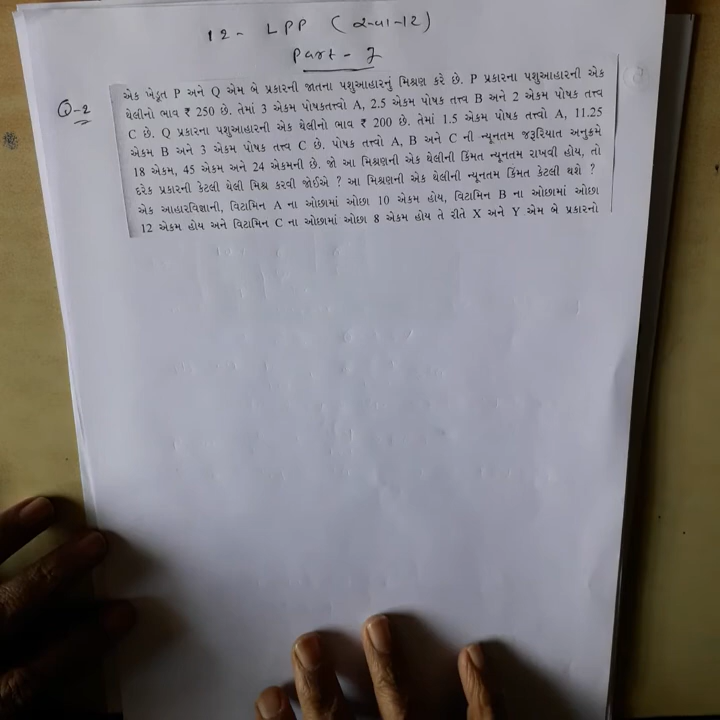 12 - LPP (સ્વા-12)
Part - 7
Q-2
એક ખેડૂત P અને Q એમ બે પ્રકારની જાતના પશુઆહારનું મિશ્રણ કરે છે. P પ્રકારના પશુઆહારની એક
થેલીનો ભાવ ₹ 250 છે. તેમાં 3 એકમ પોષકતત્ત્વો A, 2.5 એકમ પોષક તત્ત્વ B અને 2 એકમ પોષક તત્ત્વ
C છે. Q પ્રકારના પશુઆહારની એક થેલીનો ભાવ ₹ 200 છે. તેમાં 1.5 એકમ પોષક તત્ત્વો A, 11.25
એકમ B અને 3 એકમ પોષક તત્ત્વ C છે. પોષક તત્ત્વો A, B અને C ની ન્યૂનતમ જરૂરિયાત અનુક્રમે
18 એકમ, 45 એકમ અને 24 એકમની છે. જો આ મિશ્રણની એક થેલીની કિંમત ન્યૂનતમ રાખવી હોય, તો
દરેક પ્રકારની કેટલી થેલી મિશ્ર કરવી જોઈએ ? આ મિશ્રણની એક થેલીની ન્યૂનતમ કિંમત કેટલી થશે ?
એક આહારવિજ્ઞાની, વિટામિન A ના ઓછામાં ઓછા 10 એકમ હોય, વિટામિન B ના ઓછામાં ઓછા
12 એકમ હોય અને વિટામિન C ના ઓછામાં ઓછા 8 એકમ હોય તે રીતે X અને Y એમ બે પ્રકારનો